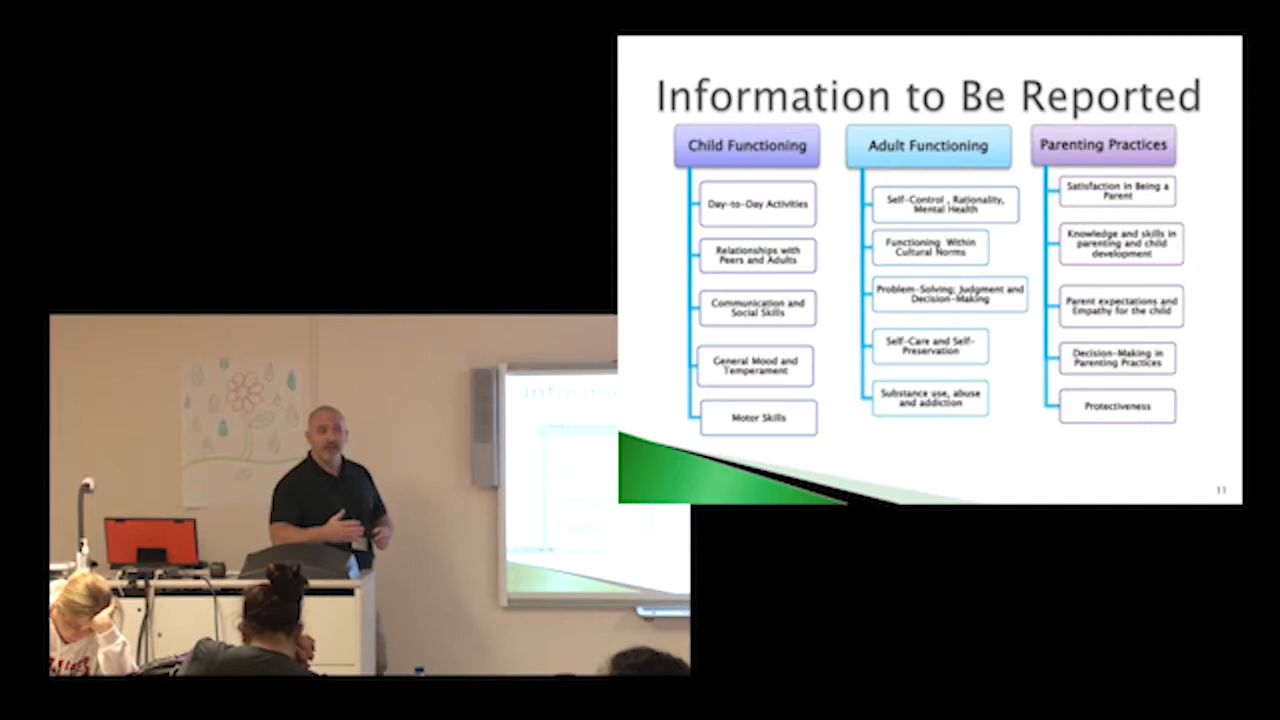 Information to Be Reported
Child Functioning
Day-to-Day Activities
Relationships with
Peers and Adults
Communication and
Social Skills
General Mood and
Temperament
Motor Skills
Adult Functioning
Self-Control , Rationality,
Mental Health
Functioning Within
Cultural Norms
Problem-Solving; Judgment and
Decision-Making
Self-Care and Self-
Preservation
Substance use, abuse
and addiction
Parenting Practices
Satisfaction in Being a
Parent
Knowledge and skills in
parenting and child
development
Parent expectations and
Empathy for the child
Decision-Making in
Parenting Practices
Protectiveness
11
Informa